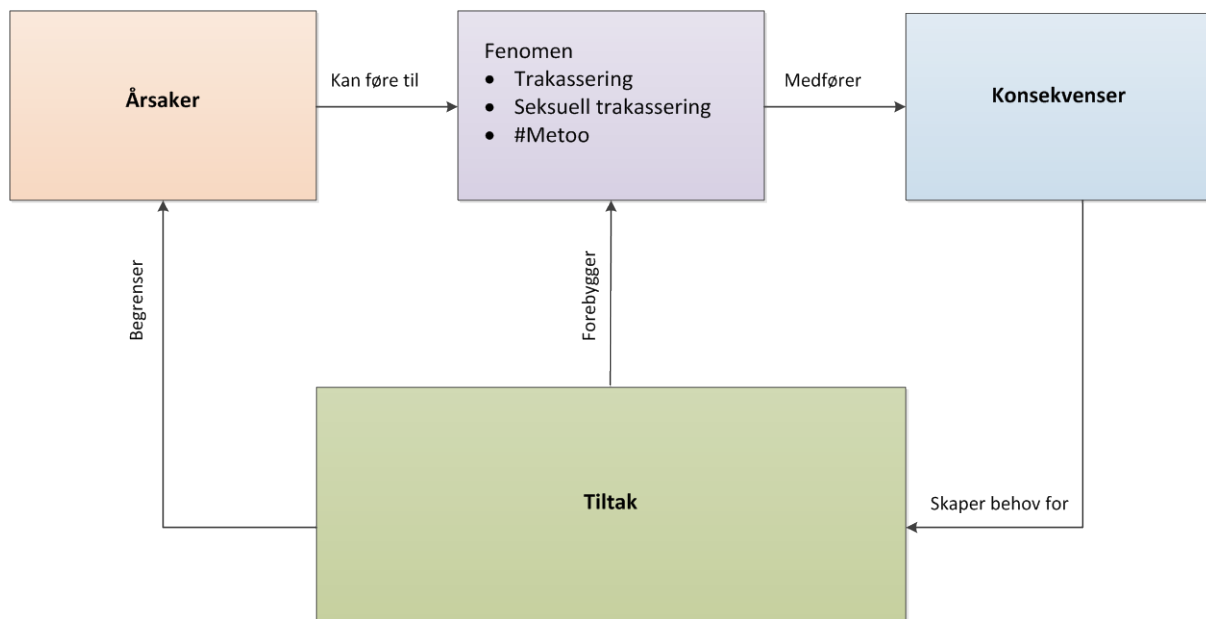 Årsaker
Kan føre til
Fenomen
• Trakassering
• Seksuell trakassering
• #Metoo
Medfører
Konsekvenser
Begrenser
Forebygger
Tiltak
Skaper behov for